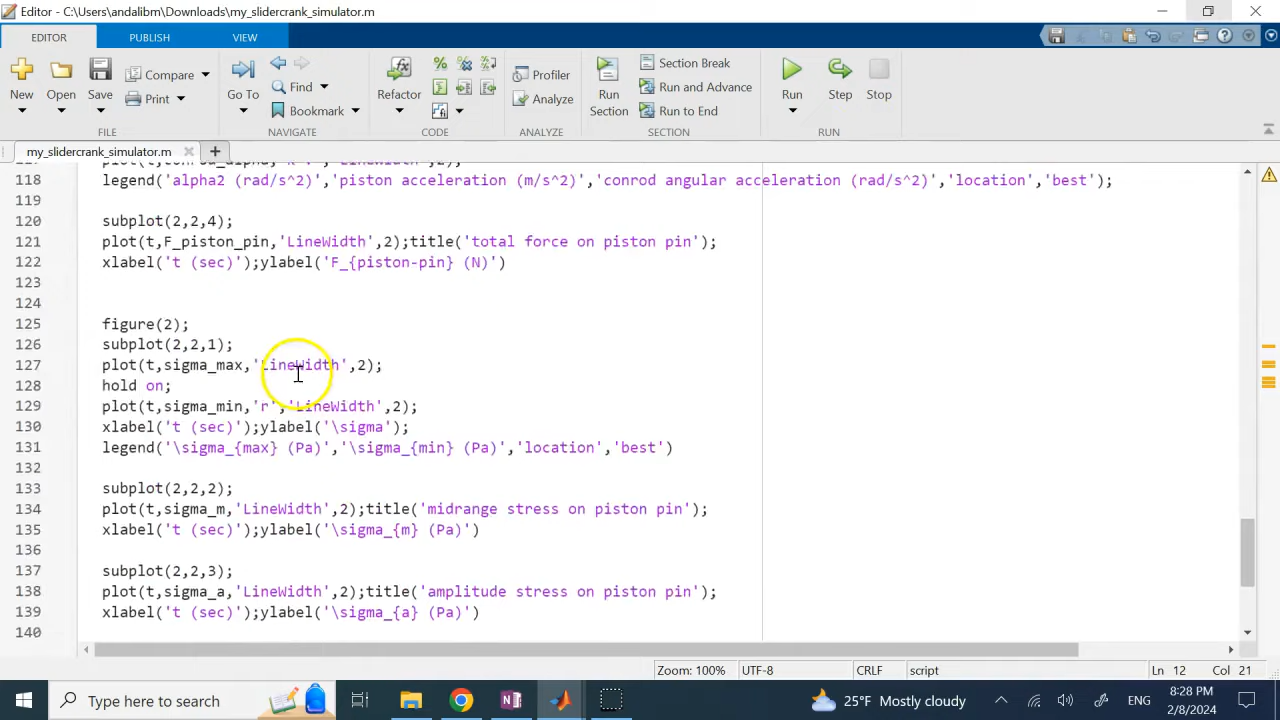 Editor - C:\Users\andalibm\Downloads\my_slidercrank_simulator.m
EDITOR PUBLISH VIEW
New Open Save Compare Print
Go To Find Bookmark
Refactor
Profiler Analyze
Run Section
Section Break
Run and Advance
Run to End
Run Step Stop
FILE NAVIGATE CODE ANALYZE SECTION RUN
my_slidercrank_simulator.m
118 legend('alpha2 (rad/s^2)','piston acceleration (m/s^2)','conrod angular acceleration (rad/s^2)','location','best');
119
120 subplot(2,2,4);
121 plot(t,F_piston_pin,'LineWidth',2);title('total force on piston pin');
122 xlabel('t (sec)');ylabel('F_{piston-pin} (N)')
123
124
125 figure(2);
126 subplot(2,2,1);
127 plot(t,sigma_max,'LineWidth',2);
128 hold on;
129 plot(t,sigma_min,'r','LineWidth',2);
130 xlabel('t (sec)');ylabel('\sigma');
131 legend('\sigma_{max} (Pa)','\sigma_{min} (Pa)','location','best')
132
133 subplot(2,2,2);
134 plot(t,sigma_m,'LineWidth',2);title('midrange stress on piston pin');
135 xlabel('t (sec)');ylabel('\sigma_{m} (Pa)')
136
137 subplot(2,2,3);
138 plot(t,sigma_a,'LineWidth',2);title('amplitude stress on piston pin');
139 xlabel('t (sec)');ylabel('\sigma_{a} (Pa)')
140
Zoom: 100% UTF-8 CRLF script Ln 12 Col 21
Type here to search 25°F Mostly cloudy ENG 8:28 PM
2/8/2024